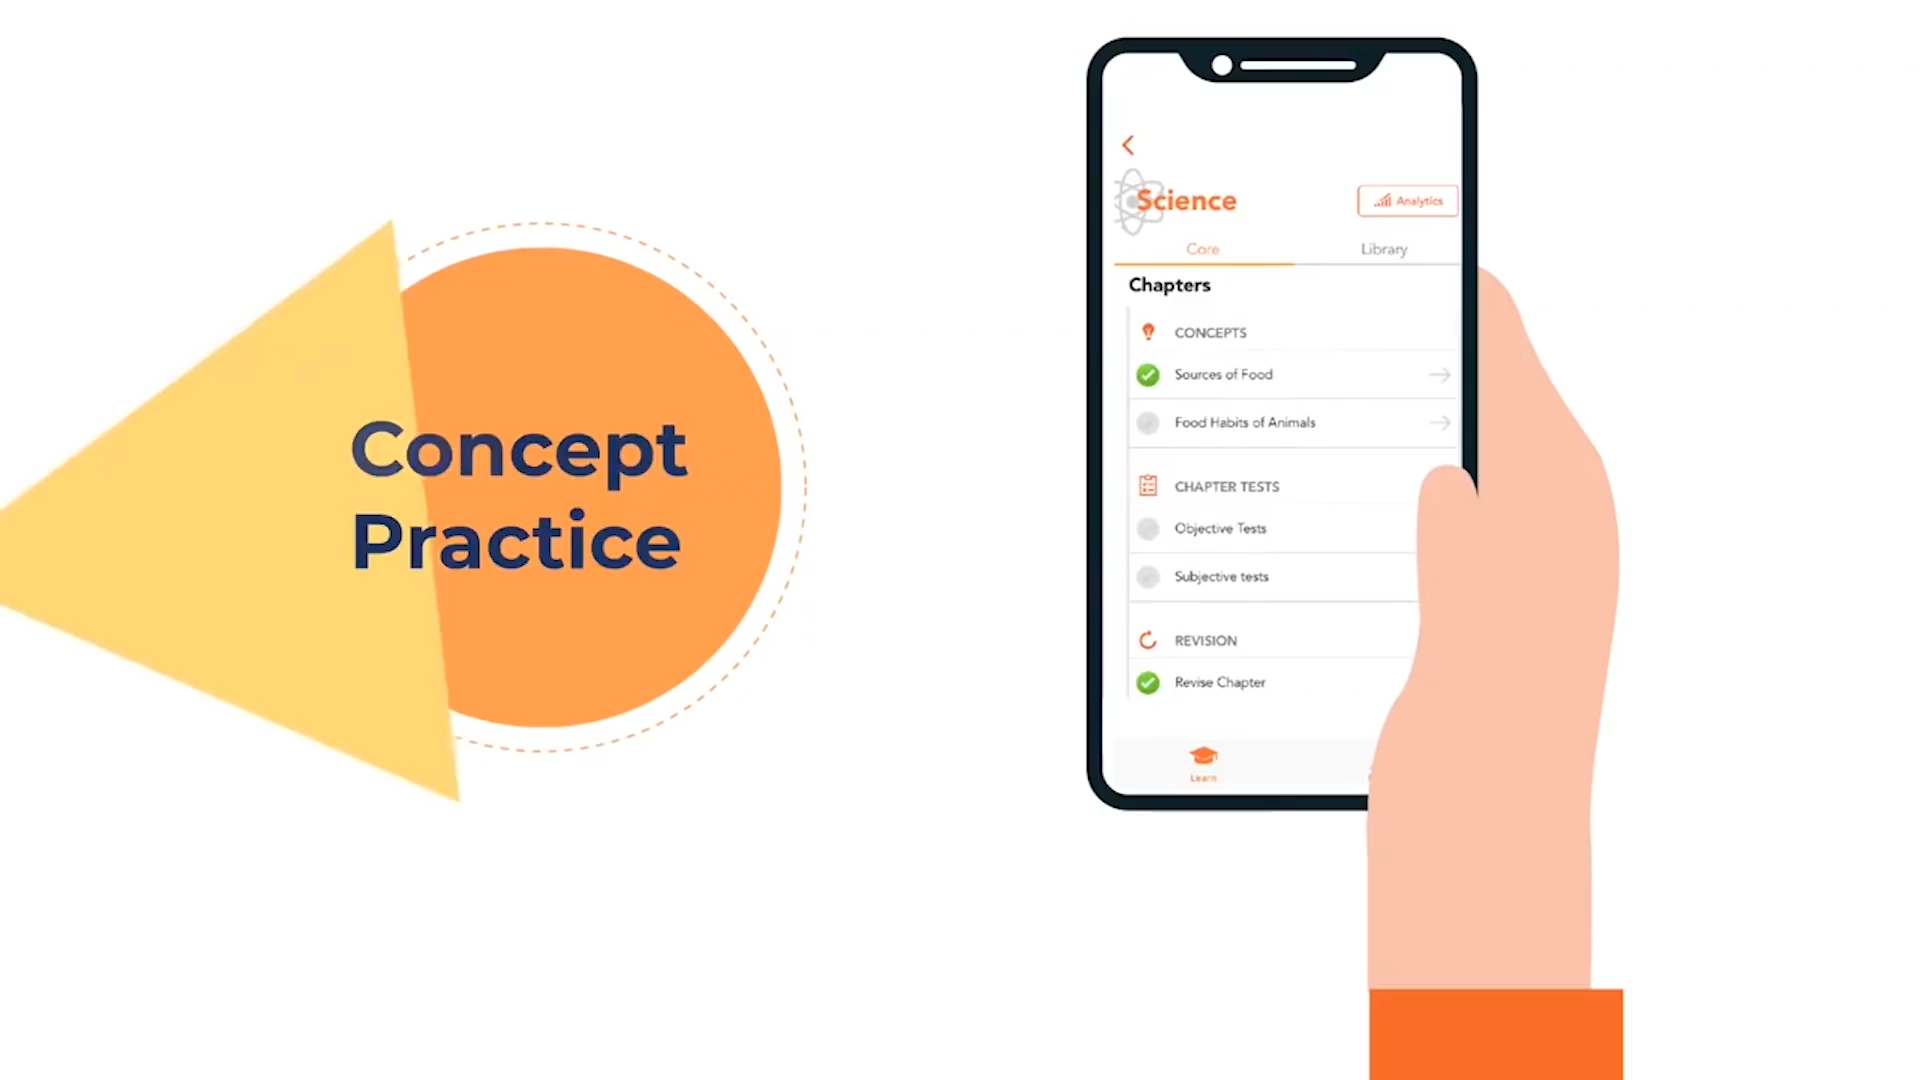 Concept
Practice
Science
Analytics
Core
Library
Chapters
CONCEPTS
Sources of Food
Food Habits of Animals
CHAPTER TESTS
Objective Tests
Subjective tests
REVISION
Revise Chapter
Learn